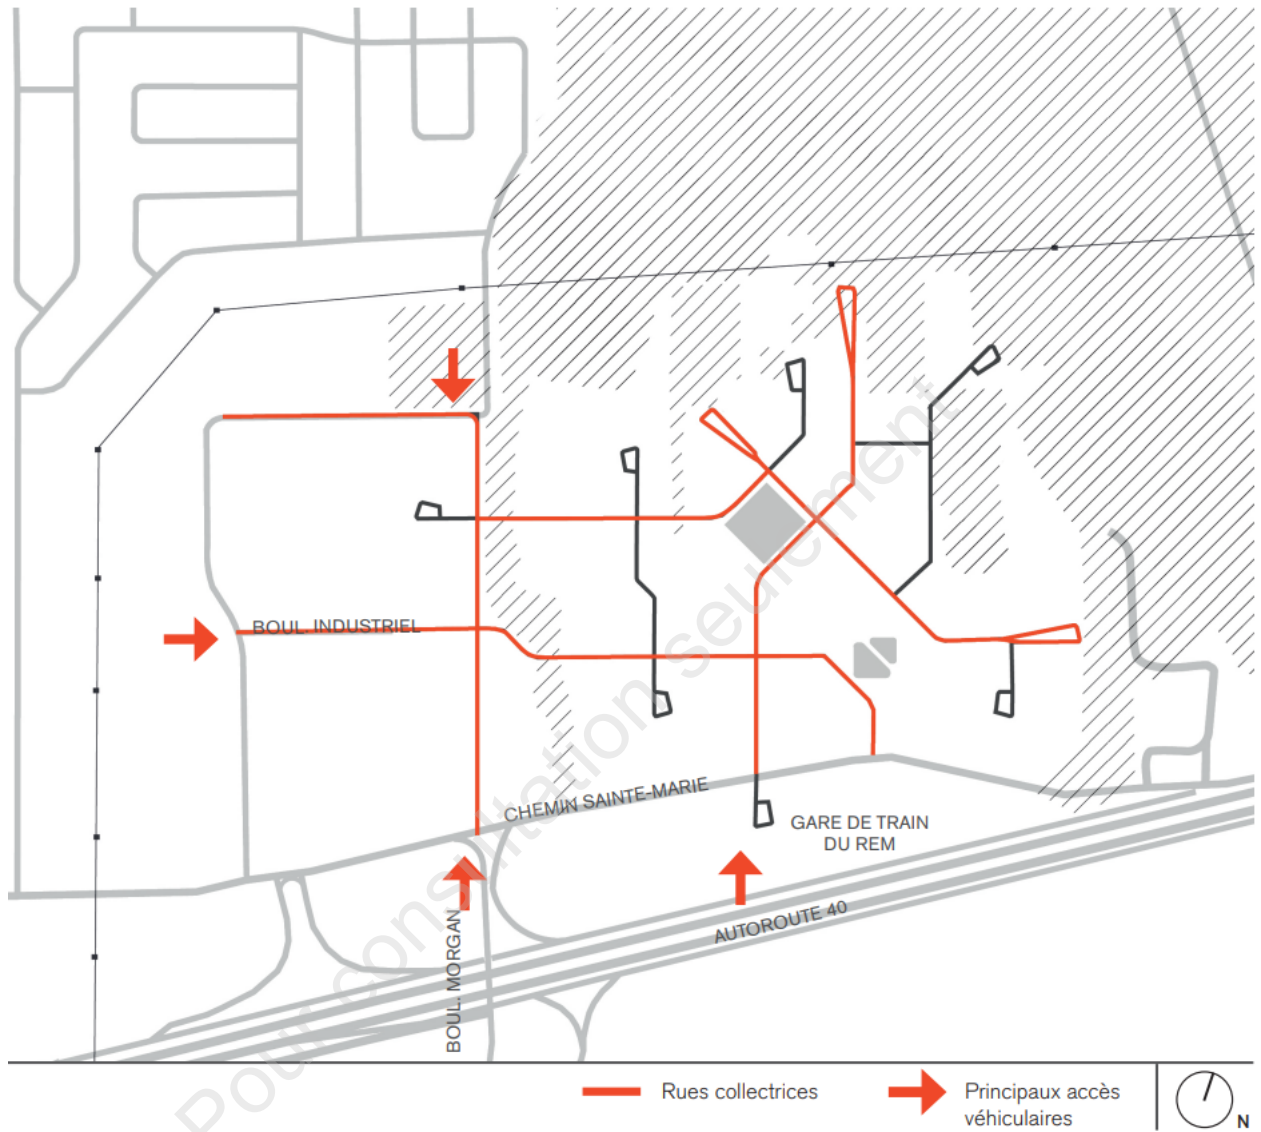 BOUL. INDUSTRIEL
CHEMIN SAINTE-MARIE
GARE DE TRAIN
DU REM
AUTOROUTE 40
BOUL. MORGAN
Pour consultation seulement
Rues collectrices
Principaux accès
véhiculaires
N